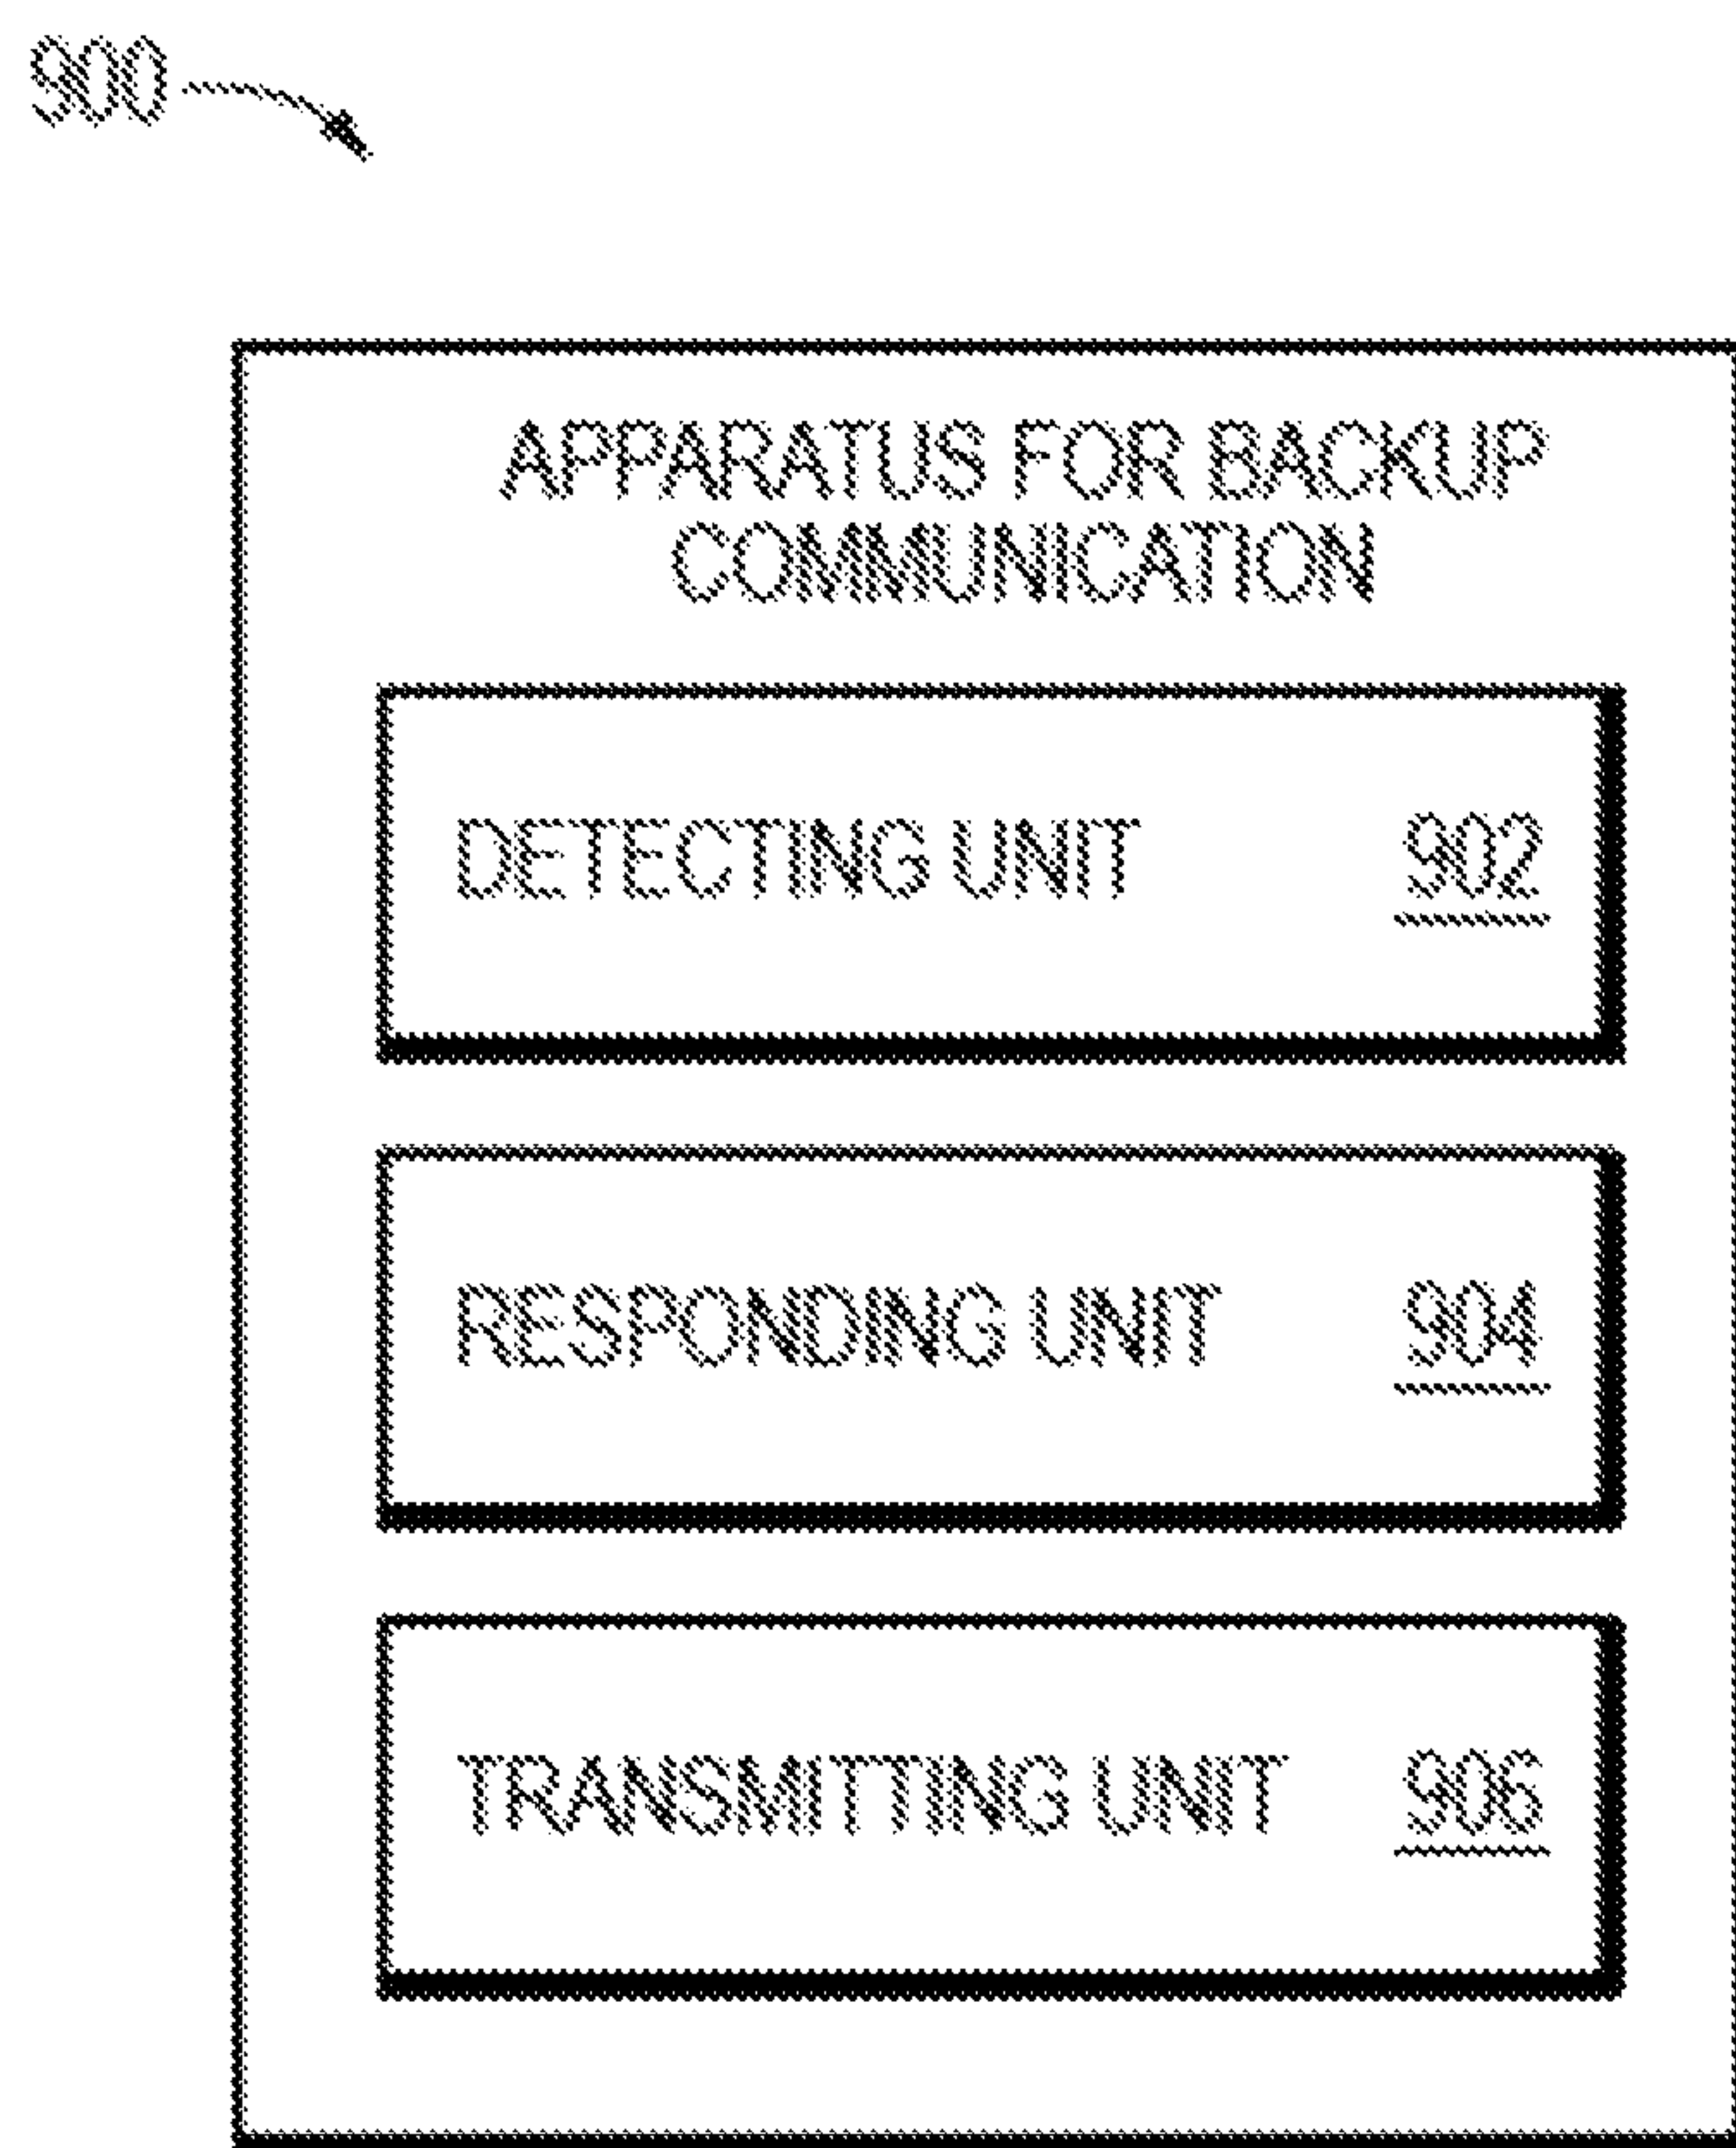 900
APPARATUS FOR BACKUP
COMMUNICATION
DETECTING UNIT 902
RESPONDING UNIT 904
TRANSMITTING UNIT 906